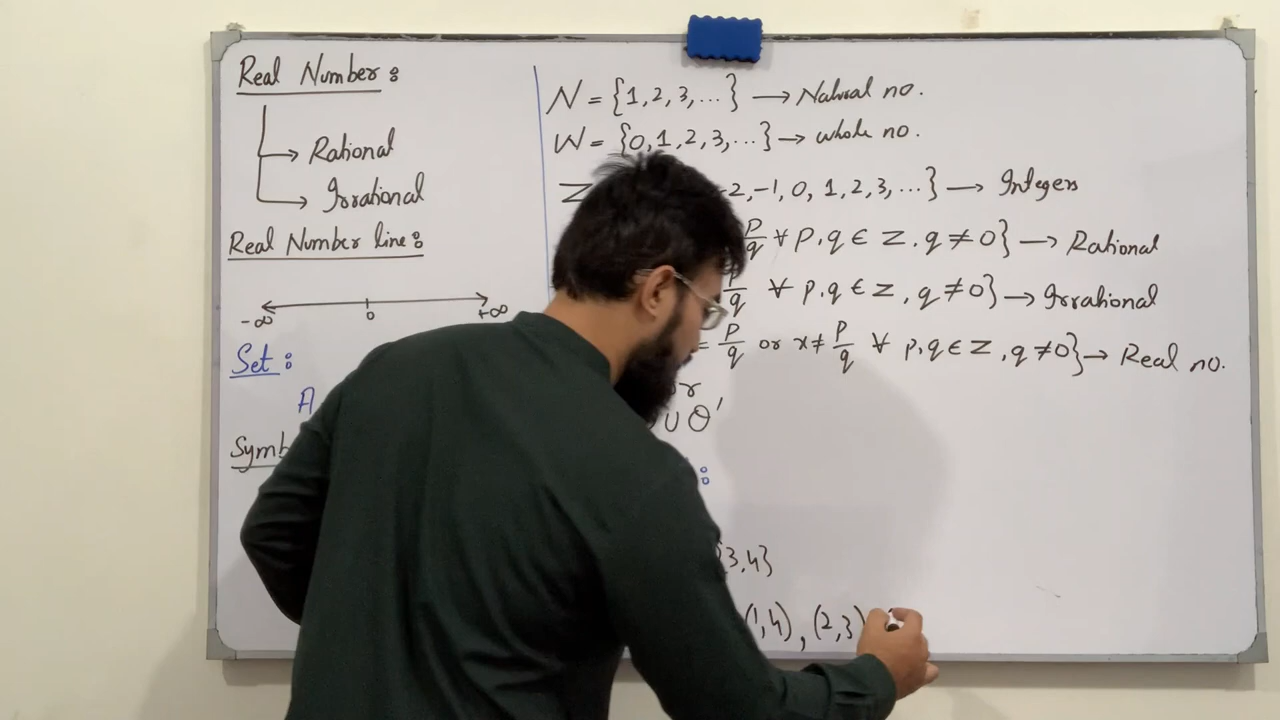 Real Number :
Rational
Irrational
Real Number line :
-∞ 0 +∞
Set :
A
Symb
N = {1, 2, 3, ...} → Natural no.
W = {0, 1, 2, 3, ...} → whole no.
Z -2, -1, 0, 1, 2, 3, ...} → Integers
p/q ∀ p, q ∈ Z, q ≠ 0} → Rational
p/q ∀ p, q ∈ Z, q ≠ 0} → Irrational
= p/q or x ≠ p/q ∀ p, q ∈ Z, q ≠ 0} → Real no.
or
∪ Q'
:
{3, 4}
(1, 4), (2, 3)